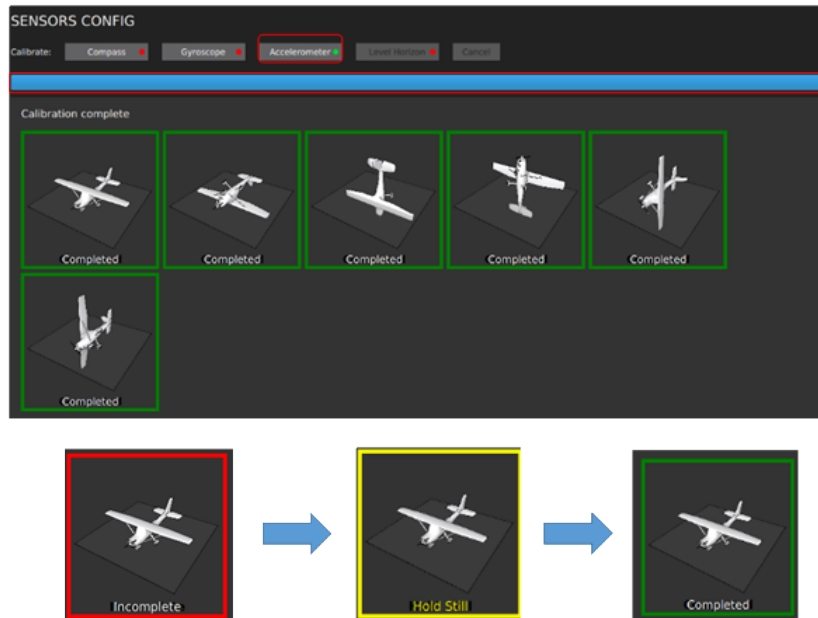 SENSORS CONFIG
Calibrate: Compass Gyroscope Accelerometer Level Horizon Cancel
Calibration complete
Completed Completed Completed Completed Completed
Completed
Incomplete Hold Still Completed